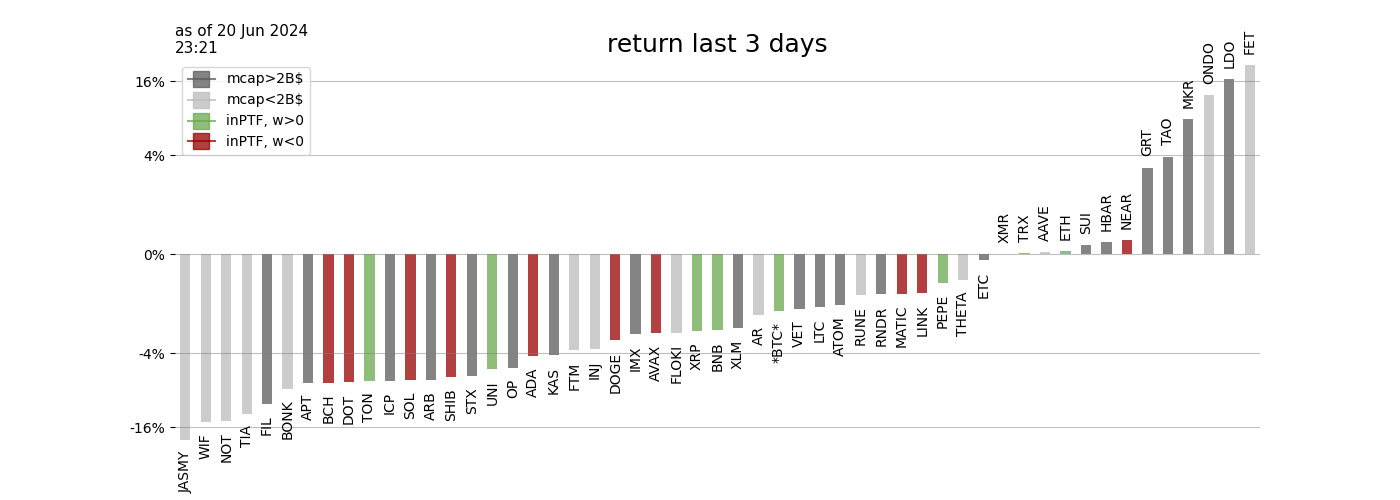 as of 20 Jun 2024
23:21
return last 3 days
mcap>2B$
mcap<2B$
inPTF, w>0
inPTF, w<0
16%
4%
0%
-4%
-16%
JASMY
WIF
NOT
TIA
FIL
BONK
APT
BCH
DOT
TON
ICP
SOL
ARB
SHIB
STX
UNI
OP
ADA
KAS
FTM
INJ
DOGE
IMX
AVAX
FLOKI
XRP
BNB
XLM
AR
*BTC*
VET
LTC
ATOM
RUNE
RNDR
MATIC
LINK
PEPE
THETA
ETC
XMR
TRX
AAVE
ETH
SUI
HBAR
NEAR
GRT
TAO
MKR
ONDO
LDO
FET